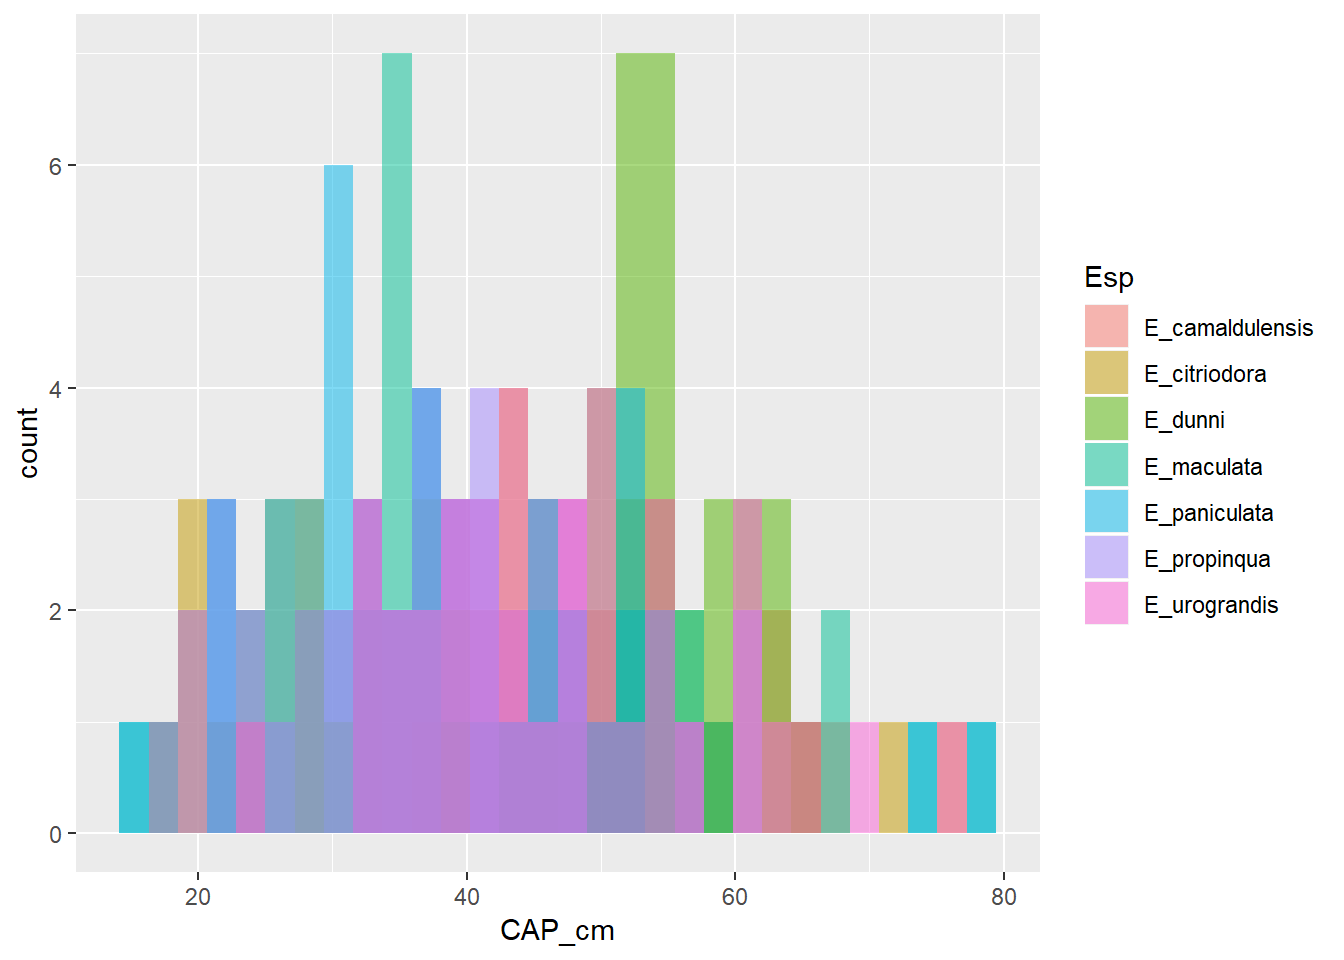 count
6
4
2
0
20 40 60 80
CAP_cm
Esp
E_camaldulensis
E_citriodora
E_dunni
E_maculata
E_paniculata
E_propinqua
E_urograndis